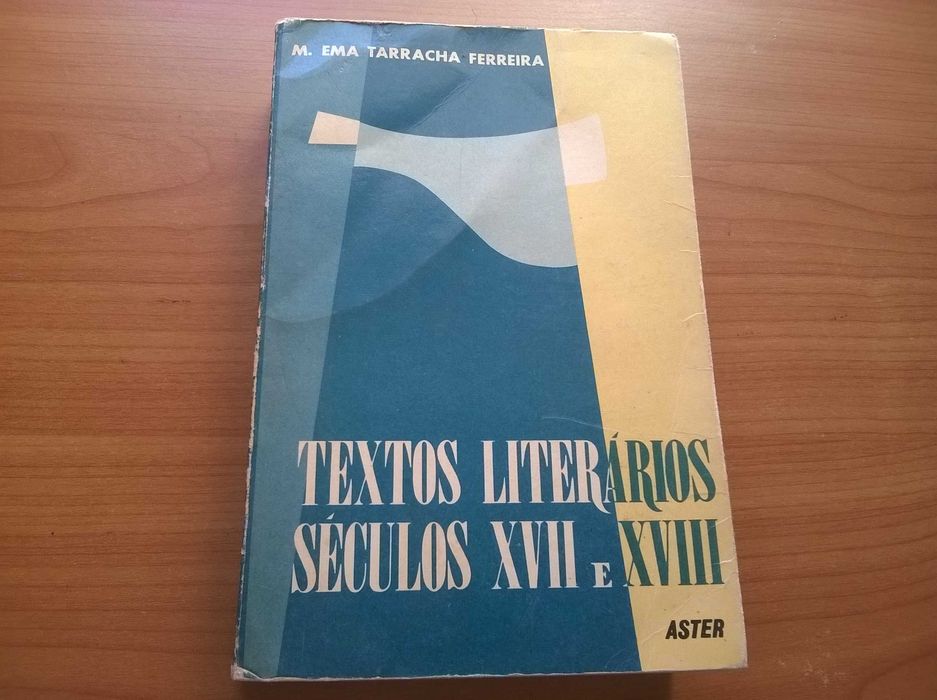 M. EMA TARRACHA FERREIRA
TEXTOS LITERÁRIOS
SÉCULOS XVII E XVIII
ASTER